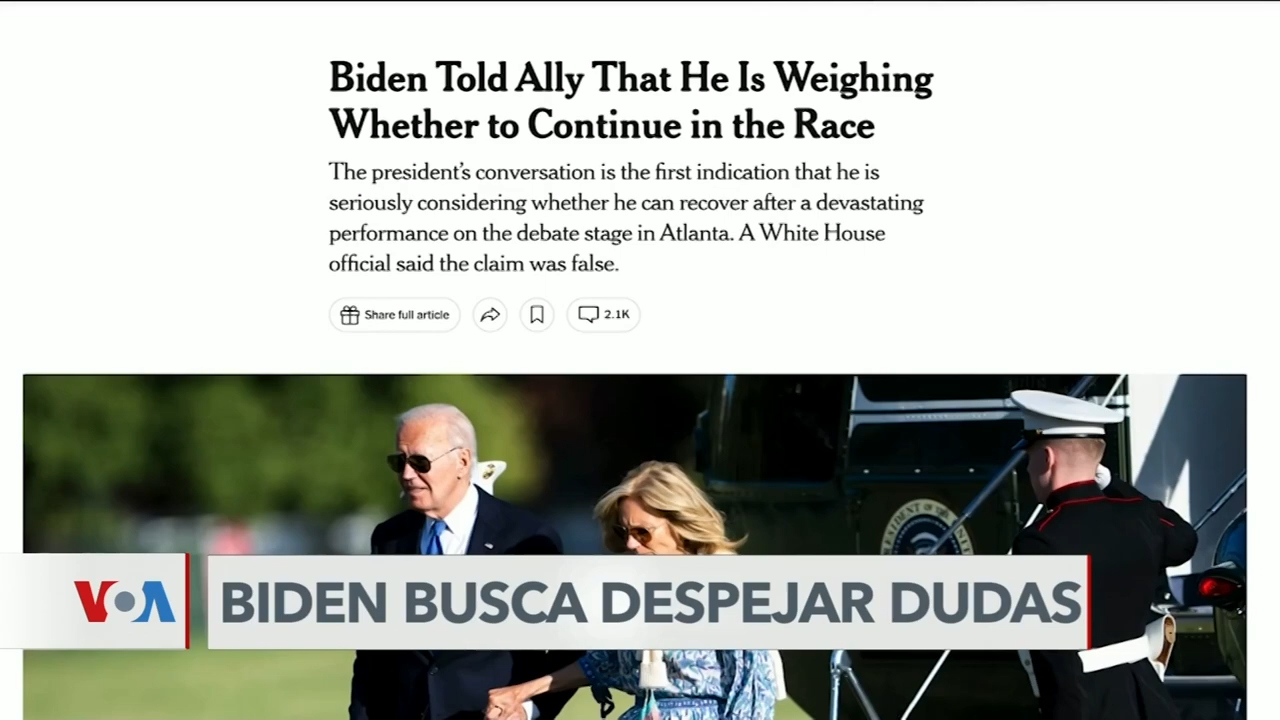 Biden Told Ally That He Is Weighing
Whether to Continue in the Race
The president's conversation is the first indication that he is
seriously considering whether he can recover after a devastating
performance on the debate stage in Atlanta. A White House
official said the claim was false.
Share full article
2.1K
PRESIDENT OF
VOA
BIDEN BUSCA DESPEJAR DUDAS